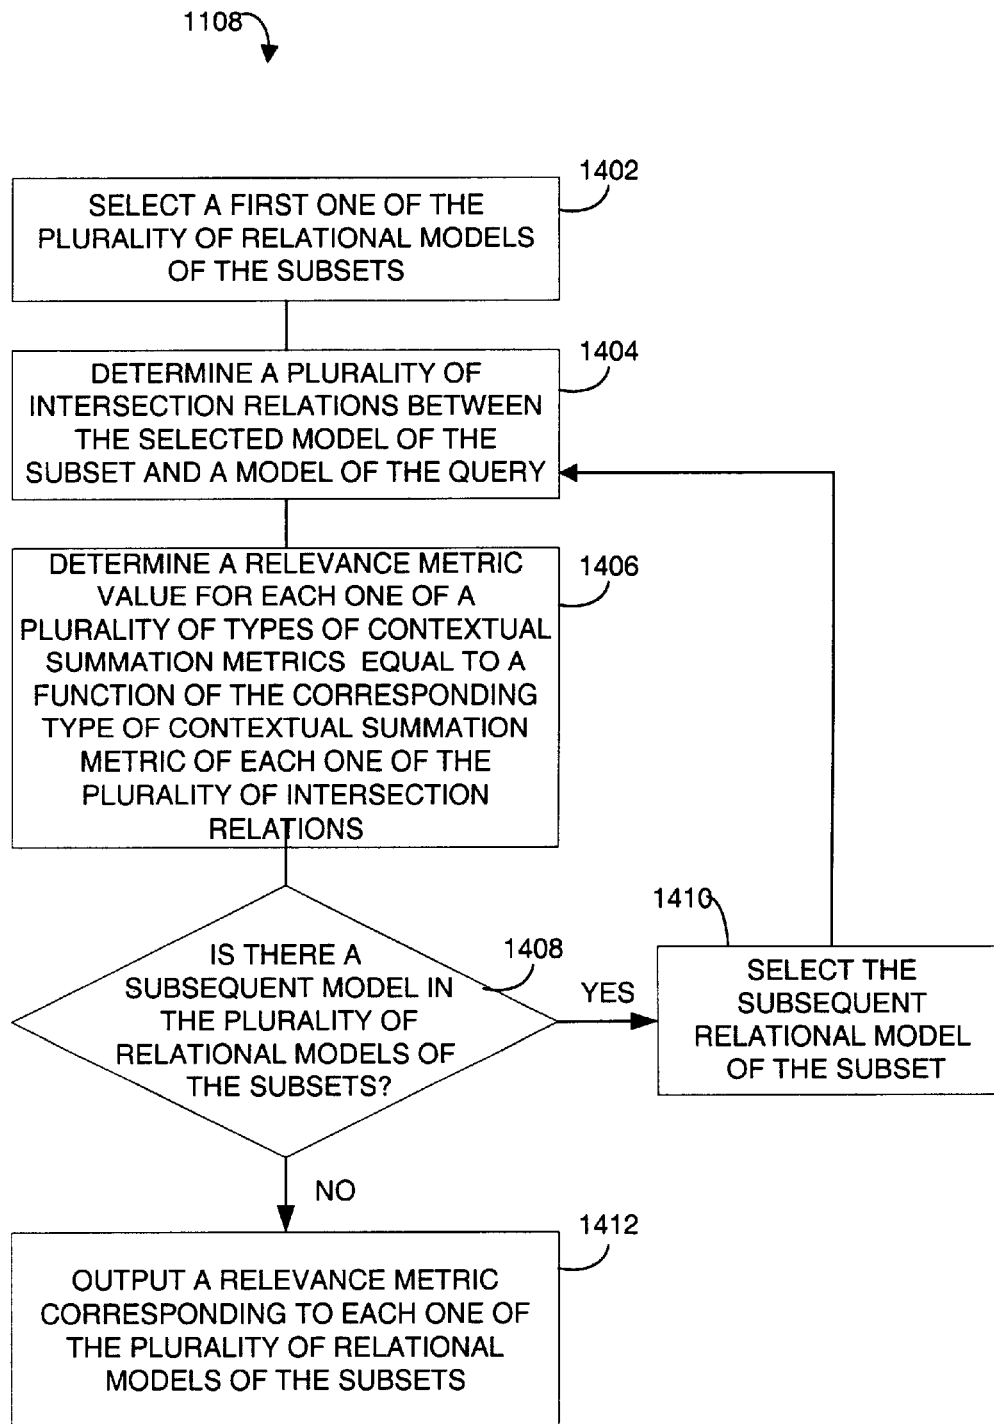 1108
1402
SELECT A FIRST ONE OF THE
PLURALITY OF RELATIONAL MODELS
OF THE SUBSETS
1404
DETERMINE A PLURALITY OF
INTERSECTION RELATIONS BETWEEN
THE SELECTED MODEL OF THE
SUBSET AND A MODEL OF THE QUERY
1406
DETERMINE A RELEVANCE METRIC
VALUE FOR EACH ONE OF A
PLURALITY OF TYPES OF CONTEXTUAL
SUMMATION METRICS EQUAL TO A
FUNCTION OF THE CORRESPONDING
TYPE OF CONTEXTUAL SUMMATION
METRIC OF EACH ONE OF THE
PLURALITY OF INTERSECTION
RELATIONS
1408
IS THERE A
SUBSEQUENT MODEL IN
THE PLURALITY OF
RELATIONAL MODELS OF
THE SUBSETS?
YES
1410
SELECT THE
SUBSEQUENT
RELATIONAL MODEL
OF THE SUBSET
NO
1412
OUTPUT A RELEVANCE METRIC
CORRESPONDING TO EACH ONE OF
THE PLURALITY OF RELATIONAL
MODELS OF THE SUBSETS